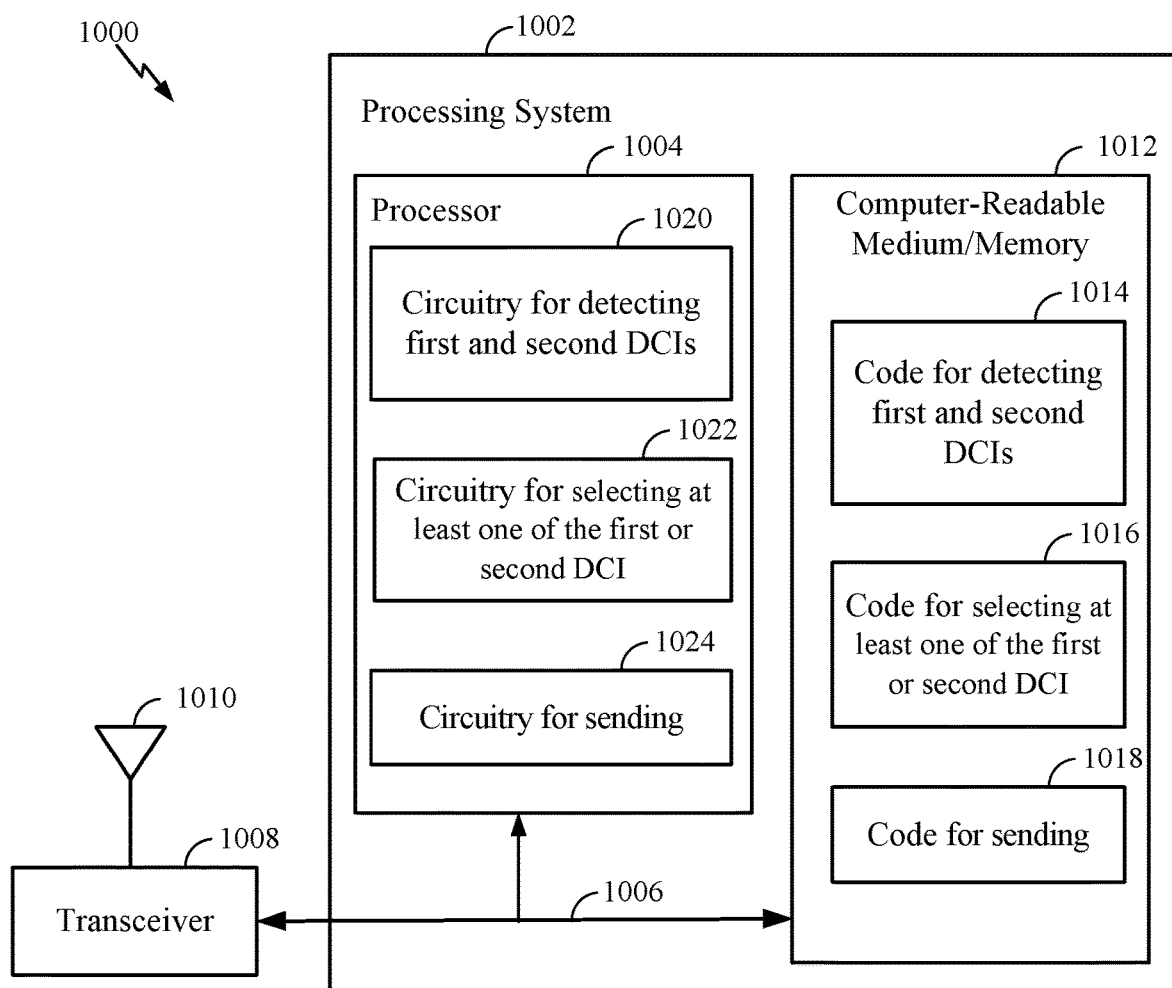 1000
1002
Processing System
1004
1012
Processor
Computer-Readable
Medium/Memory
1020
Circuitry for detecting
first and second DCIs
1014
Code for detecting
first and second
DCIs
1022
Circuitry for selecting at
least one of the first or
second DCI
1016
Code for selecting at
least one of the first
or second DCI
1024
Circuitry for sending
1010
1018
Code for sending
1008
Transceiver
1006